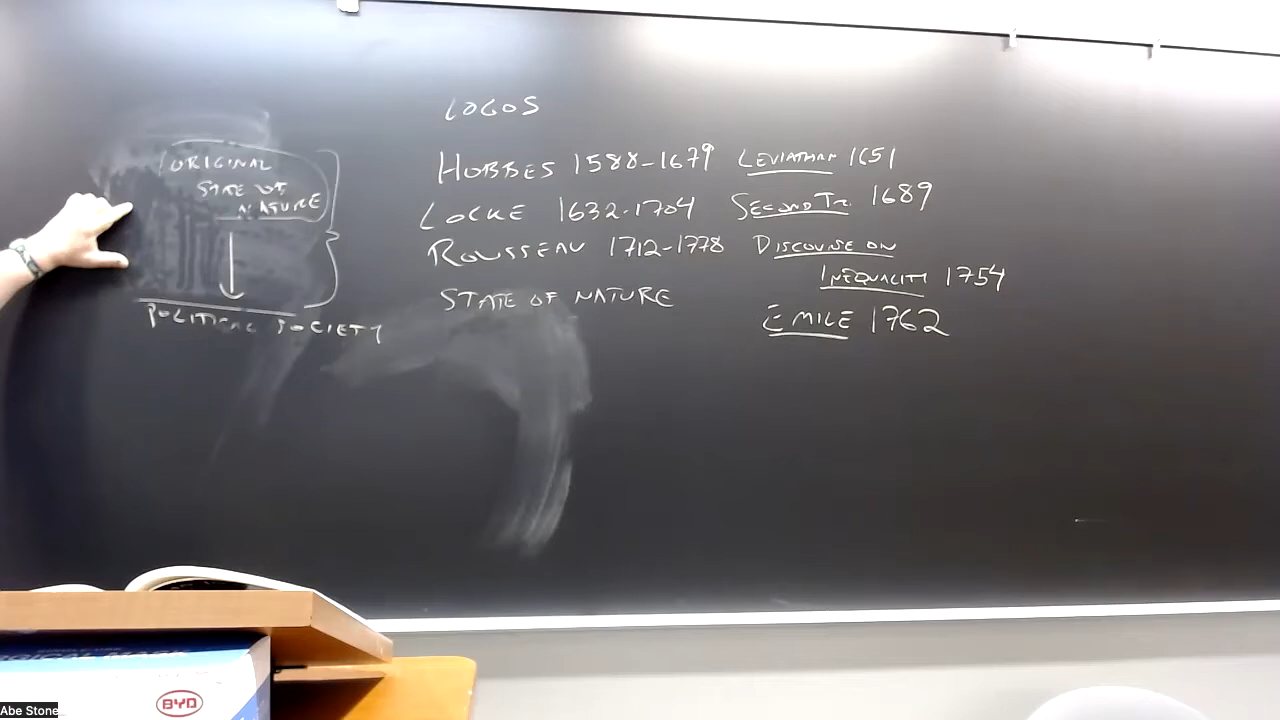 LOGOS
ORIGINAL
STATE OF
NATURE
POLITICAL SOCIETY
HOBBES 1588-1679 LEVIATHAN 1651
LOCKE 1632-1704 SECOND TR. 1689
ROUSSEAU 1712-1778 DISCOURSE ON
INEQUALITY 1754
STATE OF NATURE
EMILE 1762
BYD
Abe Stone